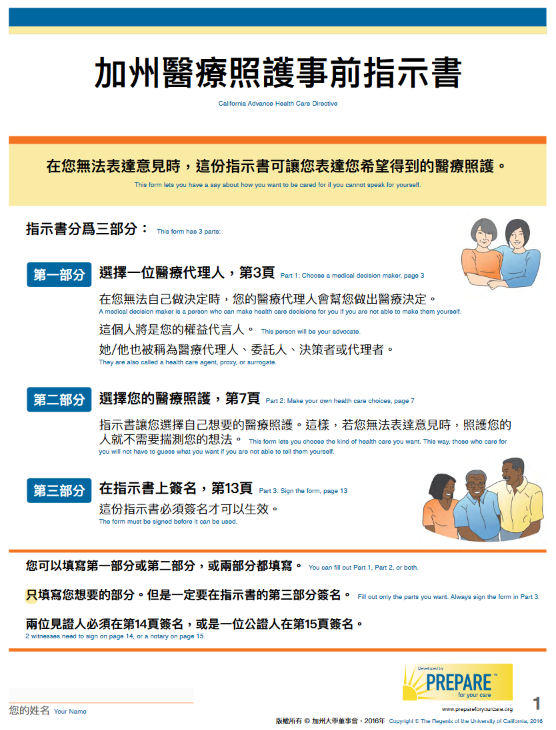 加州醫療照護事前指示書
California Advance Health Care Directive
在您無法表達意見時，這份指示書可讓您表達您希望得到的醫療照護。
This form lets you have a say about how you want to be cared for if you cannot speak for yourself.
指示書分爲三部分： This form has 3 parts:
第一部分 選擇一位醫療代理人，第3頁 Part 1: Choose a medical decision maker, page 3
在您無法自己做決定時，您的醫療代理人會幫您做出醫療決定。
A medical decision maker is a person who can make health care decisions for you if you are not able to make them yourself.
這個人將是您的權益代言人。 This person will be your advocate.
她/他也被稱為醫療代理人、委託人、決策者或代理者。
They are also called a health care agent, proxy, or surrogate.
第二部分 選擇您的醫療照護，第7頁 Part 2: Make your own health care choices, page 7
指示書讓您選擇自己想要的醫療照護。這樣，若您無法表達意見時，照護您的
人就不需要揣測您的想法。 This form lets you choose the kind of health care you want. This way, those who care for
you will not have to guess what you want if you are not able to tell them yourself.
第三部分 在指示書上簽名，第13頁 Part 3: Sign the form, page 13
這份指示書必須簽名才可以生效。
The form must be signed before it can be used.
您可以填寫第一部分或第二部分，或兩部分都填寫。 You can fill out Part 1, Part 2, or both.
只填寫您想要的部分。但是一定要在指示書的第三部分簽名。 Fill out only the parts you want. Always sign the form in Part 3.
兩位見證人必須在第14頁簽名，或是一位公證人在第15頁簽名。
2 witnesses need to sign on page 14, or a notary on page 15.
developed by
PREPARE™
for your care
www.prepareforyourcare.org
您的姓名 Your Name
1
版權所有 © 加州大學董事會，2016年 Copyright © The Regents of the University of California, 2016